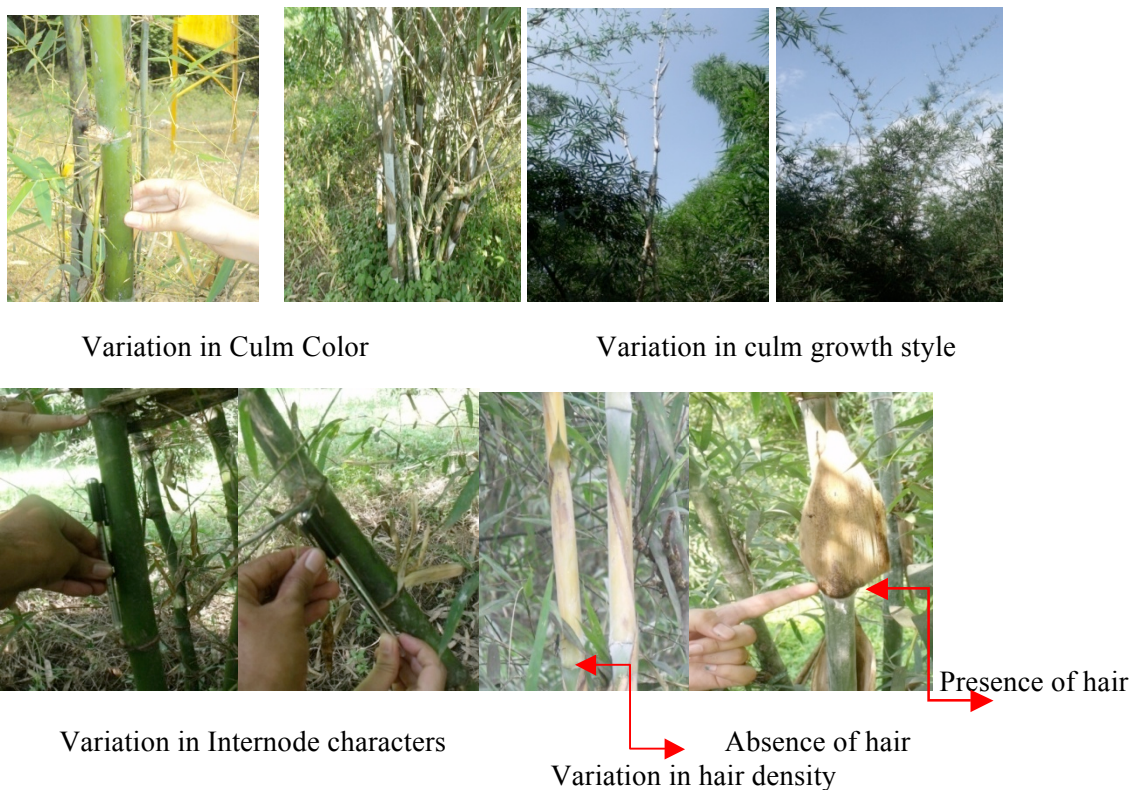 Variation in Culm Color
Variation in culm growth style
Presence of hair
Variation in Internode characters
Absence of hair
Variation in hair density